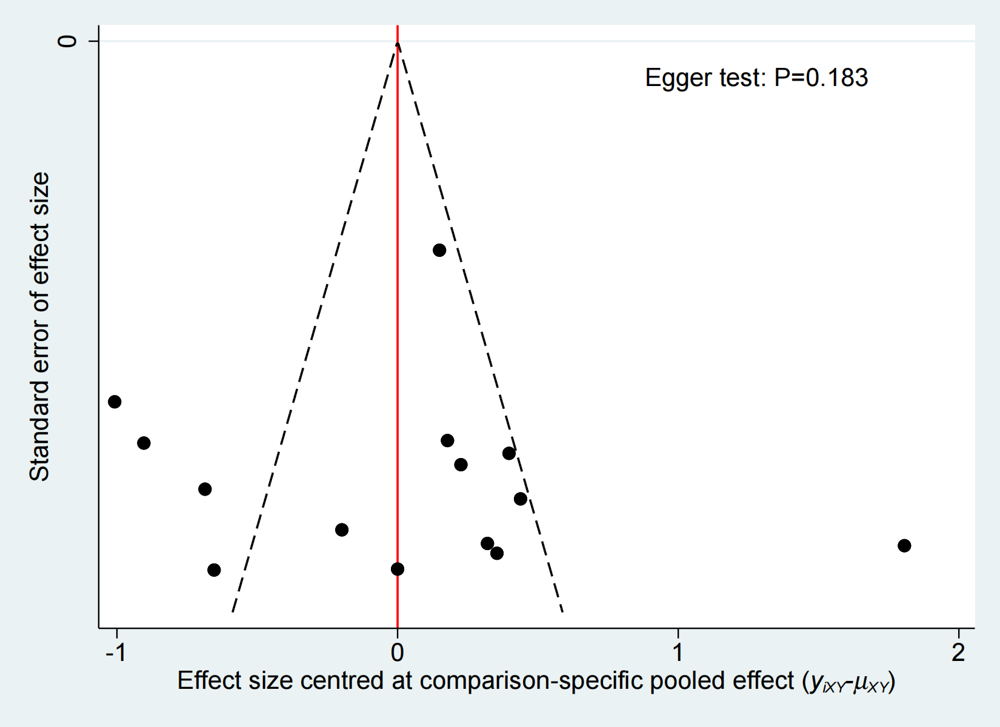 0
Egger test: P=0.183
Standard error of effect size
-1 0 1 2
Effect size centred at comparison-specific pooled effect (yiXY-μXY)